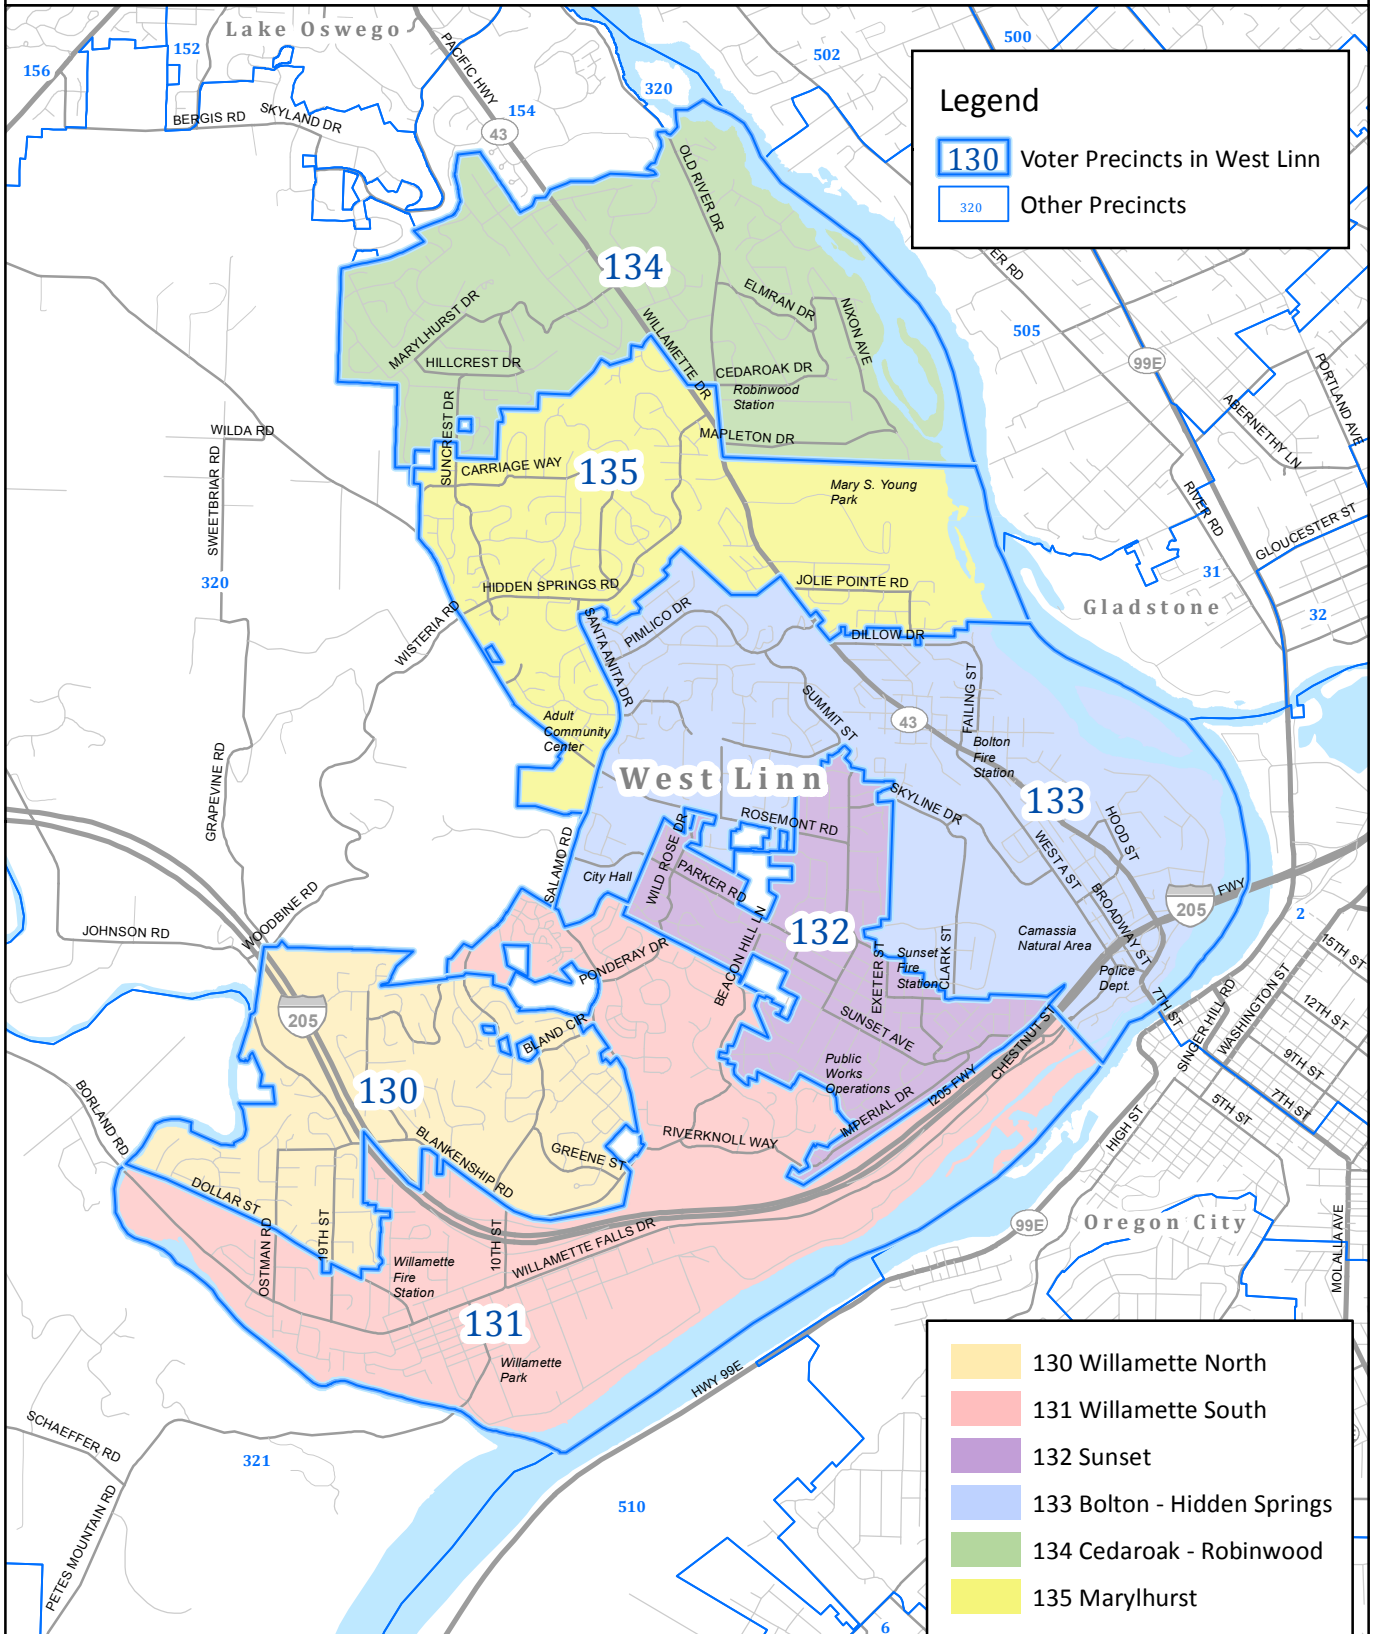 Lake Oswego
152
156
PACIFIC HWY
502
500
320
154
43
BERGIS RD
SKYLAND DR
Legend
130 Voter Precincts in West Linn
320 Other Precincts
OLD RIVER DR
ER RD
134
ELMRAN DR
NIXON AVE
505
99E
MARYLHURST DR
WILLAMETTE DR
HILLCREST DR
CEDAROAK DR
Robinwood
Station
PORTLAND AVE
ABERNETHY LN
SUNCREST DR
WILDA RD
MAPLETON DR
CARRIAGE WAY
135
Mary S. Young
Park
SWEETBRIAR RD
RIVER RD
GLOUCESTER ST
320
HIDDEN SPRINGS RD
JOLIE POINTE RD
31
Gladstone
32
WISTERIA RD
SANTA ANITA DR
PIMLICO DR
DILLOW DR
SUMMIT ST
FAILING ST
43
Adult
Community
Center
Bolton
Fire
Station
GRAPEVINE RD
West Linn
133
SKYLINE DR
ROSEMONT RD
HOOD ST
SALAMO RD
WILD ROSE DR
WEST A ST
City Hall
PARKER RD
BROADWAY ST
FWY
205
2
WOODBINE RD
JOHNSON RD
132
Camassia
Natural Area
15TH ST
PONDERAY DR
BEACON HILL LN
EXETER ST
Sunset
Fire
Station
CLARK ST
Police
Dept.
7TH ST
SINGER HILL RD
WASHINGTON ST
12TH ST
205
BLAND CIR
SUNSET AVE
CHESTNUT ST
9TH ST
130
Public
Works
Operations
I205 FWY
IMPERIAL DR
5TH ST
7TH ST
BORLAND RD
HIGH ST
BLANKENSHIP RD
RIVERKNOLL WAY
GREENE ST
DOLLAR ST
OSTMAN RD
19TH ST
10TH ST
WILLAMETTE FALLS DR
99E
Oregon City
MOLALLA AVE
Willamette
Fire
Station
131
Willamette
Park
HWY 99E
SCHAEFFER RD
321
PETES MOUNTAIN RD
510
6
130 Willamette North
131 Willamette South
132 Sunset
133 Bolton - Hidden Springs
134 Cedaroak - Robinwood
135 Marylhurst